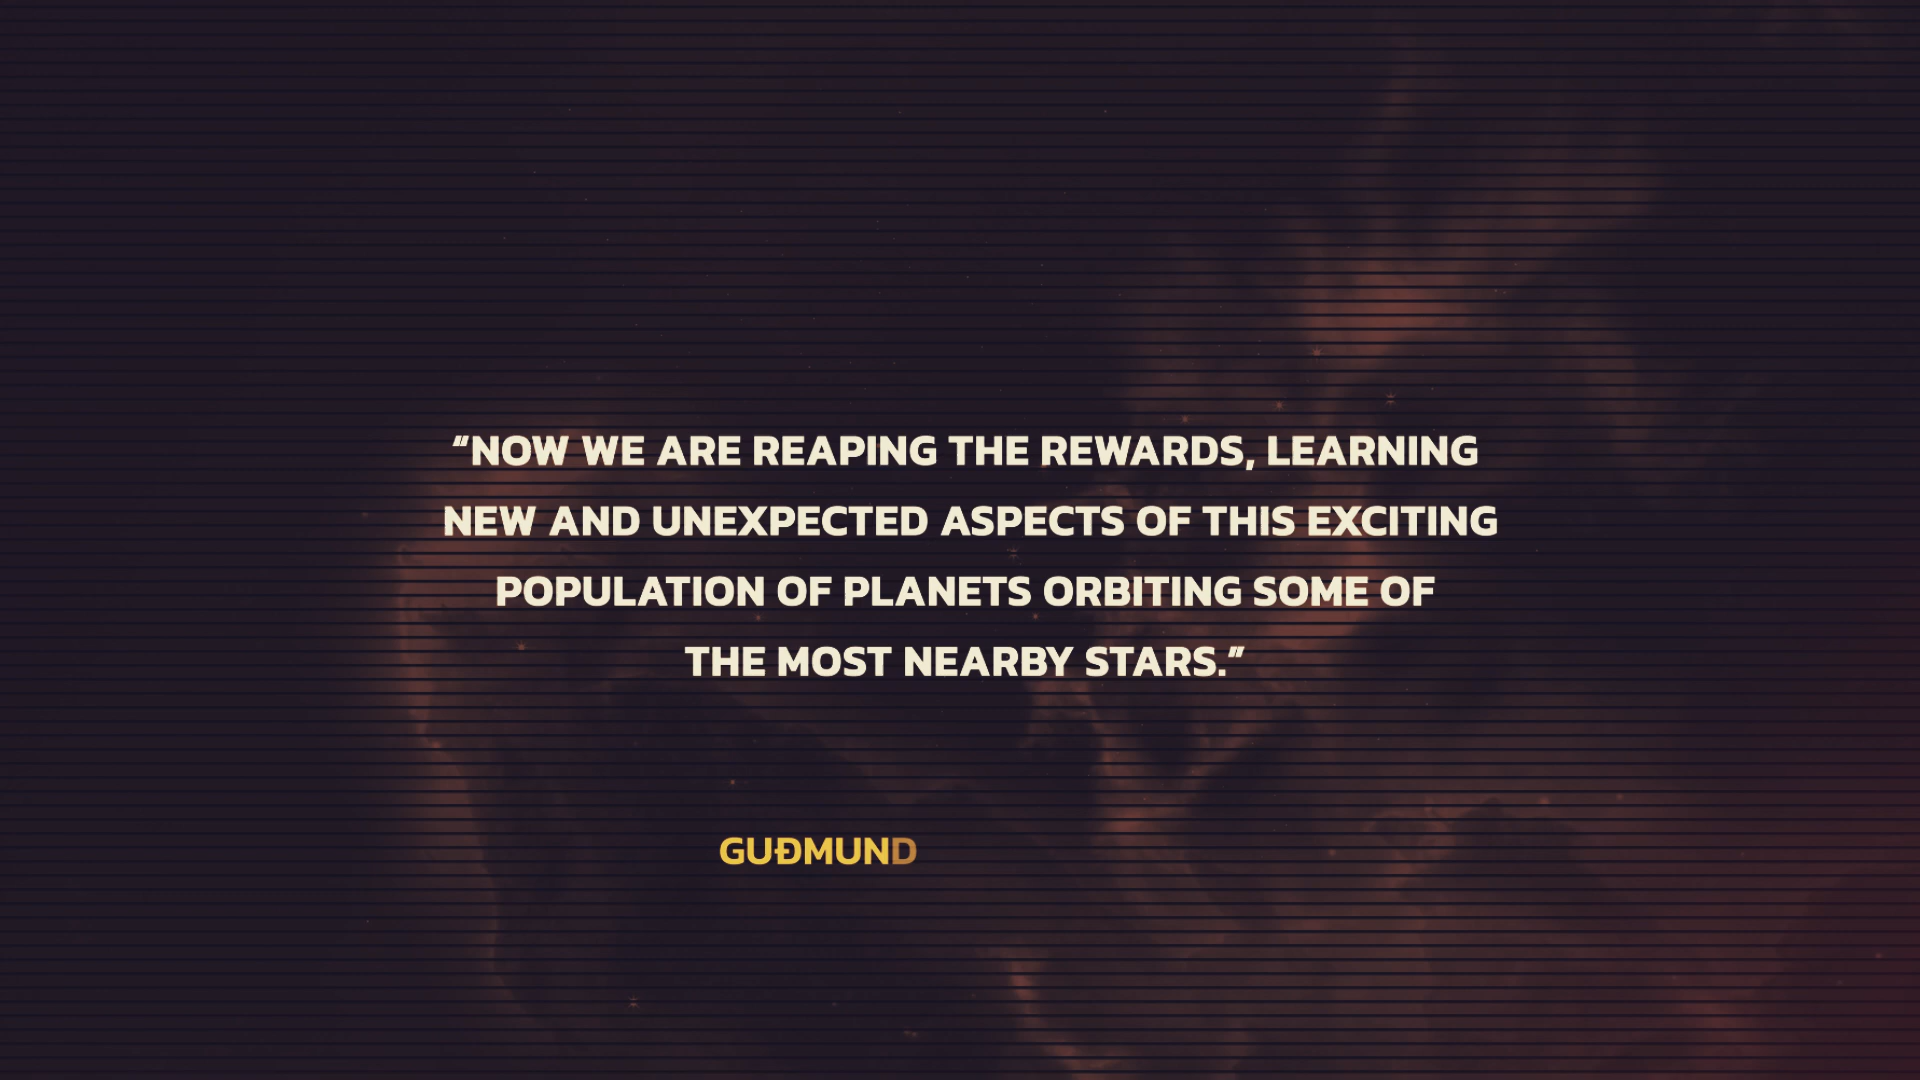 “NOW WE ARE REAPING THE REWARDS, LEARNING
NEW AND UNEXPECTED ASPECTS OF THIS EXCITING
POPULATION OF PLANETS ORBITING SOME OF
THE MOST NEARBY STARS.”
GUÐMUND